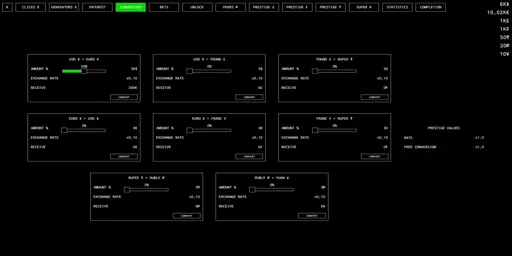 X CLICKS $ GENERATORS € INTEREST CONVERTERS BETS UNLOCK POWER ₽ PRESTIGE £ PRESTIGE ₣ PRESTIGE ₹ SUPER ¥ STATISTICS COMPLETION
6K$
10,02K€
1K£
1K₣
50₹
20₽
10¥
USD $ > EURO €
AMOUNT % 30%
EXCHANGE RATE x0,10
RECEIVE
CONVERT
USD $ > POUND £
AMOUNT % 0% 0$
EXCHANGE RATE x0,10
RECEIVE 0£
CONVERT
POUND £ > RUPEE ₹
AMOUNT % 0% 0£
EXCHANGE RATE x0,10
RECEIVE 0₹
CONVERT
EURO € > USD $
AMOUNT % 0% 0€
EXCHANGE RATE x0,10
RECEIVE 0$
CONVERT
EURO € > FRANC ₣
AMOUNT % 0% 0€
EXCHANGE RATE x0,10
RECEIVE 0₣
CONVERT
FRANC ₣ > RUPEE ₹
AMOUNT % 0% 0₣
EXCHANGE RATE x0,10
RECEIVE 0₹
CONVERT
PRESTIGE VALUES
RATE x1,0
FREE CONVERSION x1,0
RUPEE ₹ > RUBLE ₽
AMOUNT % 0% 0₹
EXCHANGE RATE x0,10
RECEIVE 0₽
CONVERT
RUBLE ₽ > YUAN ¥
AMOUNT % 0% 0₽
EXCHANGE RATE x0,10
RECEIVE 0¥
CONVERT